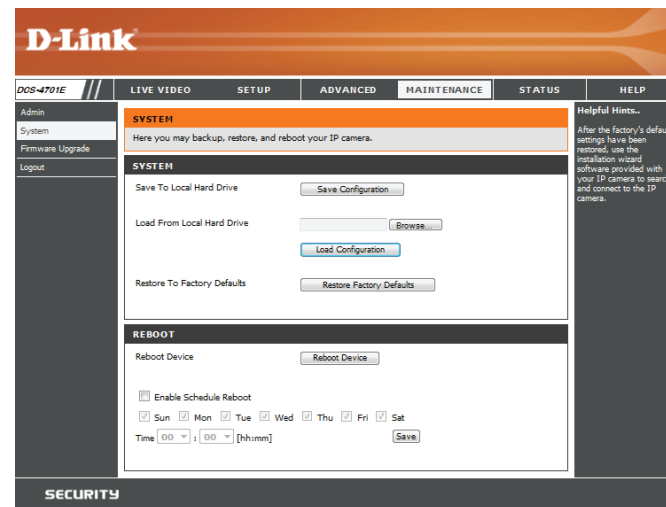 D-Link
DCS-4701E
LIVE VIDEO SETUP ADVANCED MAINTENANCE STATUS HELP
Admin
System
Firmware Upgrade
Logout
SYSTEM
Here you may backup, restore, and reboot your IP camera.
SYSTEM
Save To Local Hard Drive Save Configuration
Load From Local Hard Drive Browse...
Load Configuration
Restore To Factory Defaults Restore Factory Defaults
REBOOT
Reboot Device Reboot Device
Enable Schedule Reboot
Sun Mon Tue Wed Thu Fri Sat
Time 00 : 00 [hh:mm] Save
Helpful Hints..
After the factory's defau
settings have been
restored, use the
installation wizard
software provided with
your IP camera to searc
and connect to the IP
camera.
SECURITY